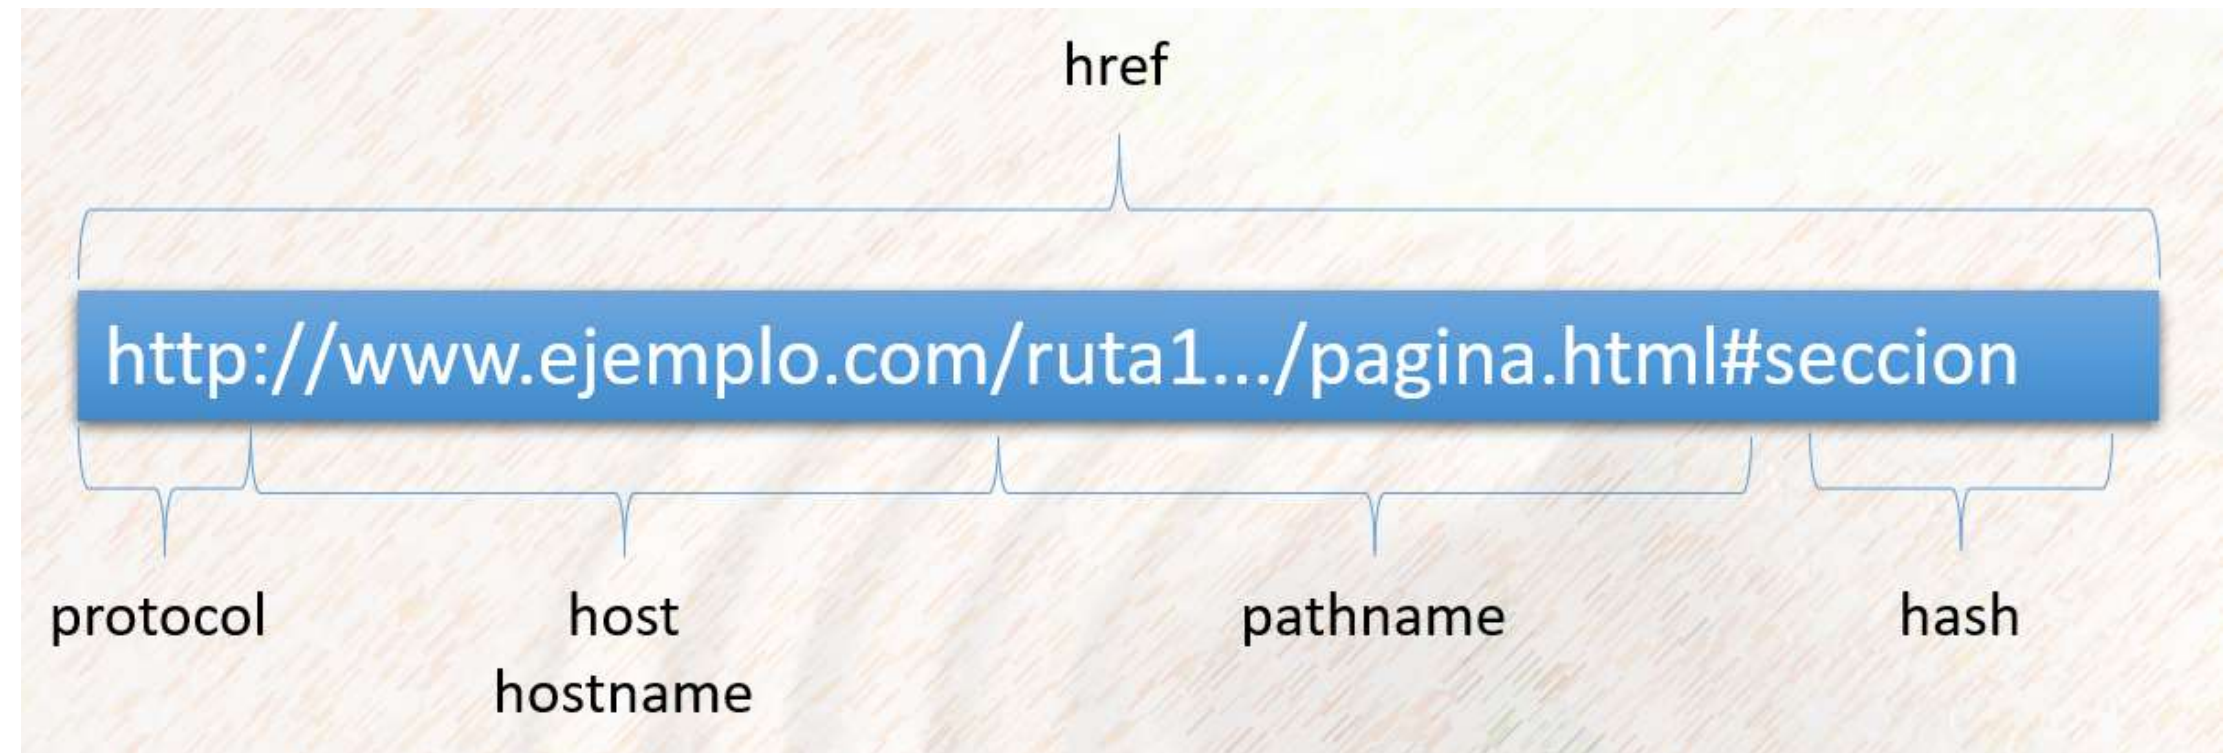 href
http://www.ejemplo.com/ruta1.../pagina.html#seccion
protocol host pathname hash
hostname